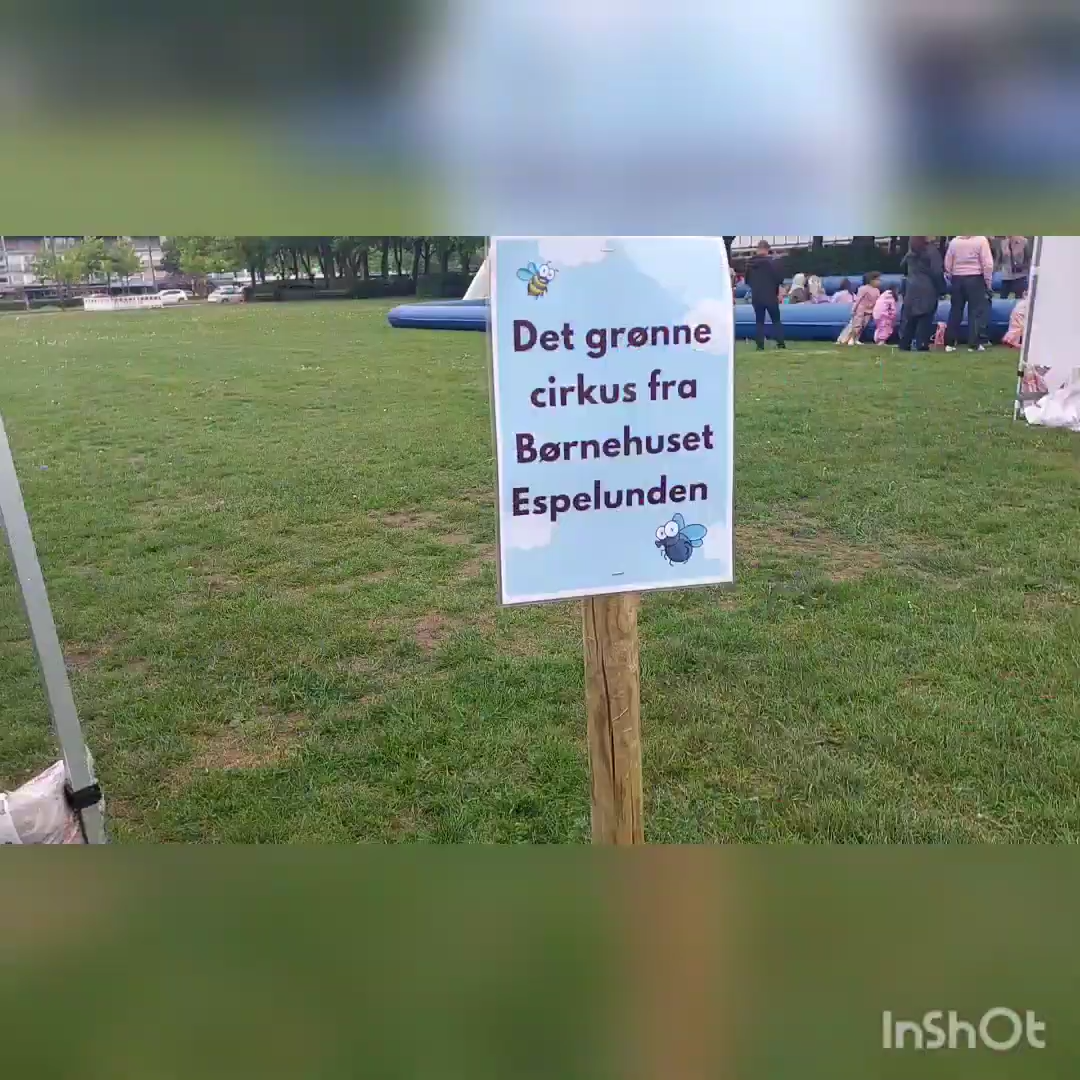 Det grønne
cirkus fra
Børnehuset
Espelunden
InShOt